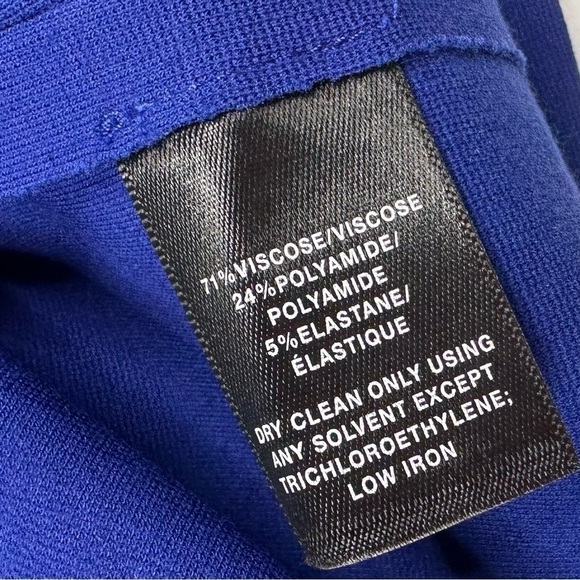 71%VISCOSE/VISCOSE
24%POLYAMIDE/
POLYAMIDE
5%ELASTANE/
ÉLASTIQUE
DRY CLEAN ONLY USING
ANY SOLVENT EXCEPT
TRICHLOROETHYLENE;
LOW IRON